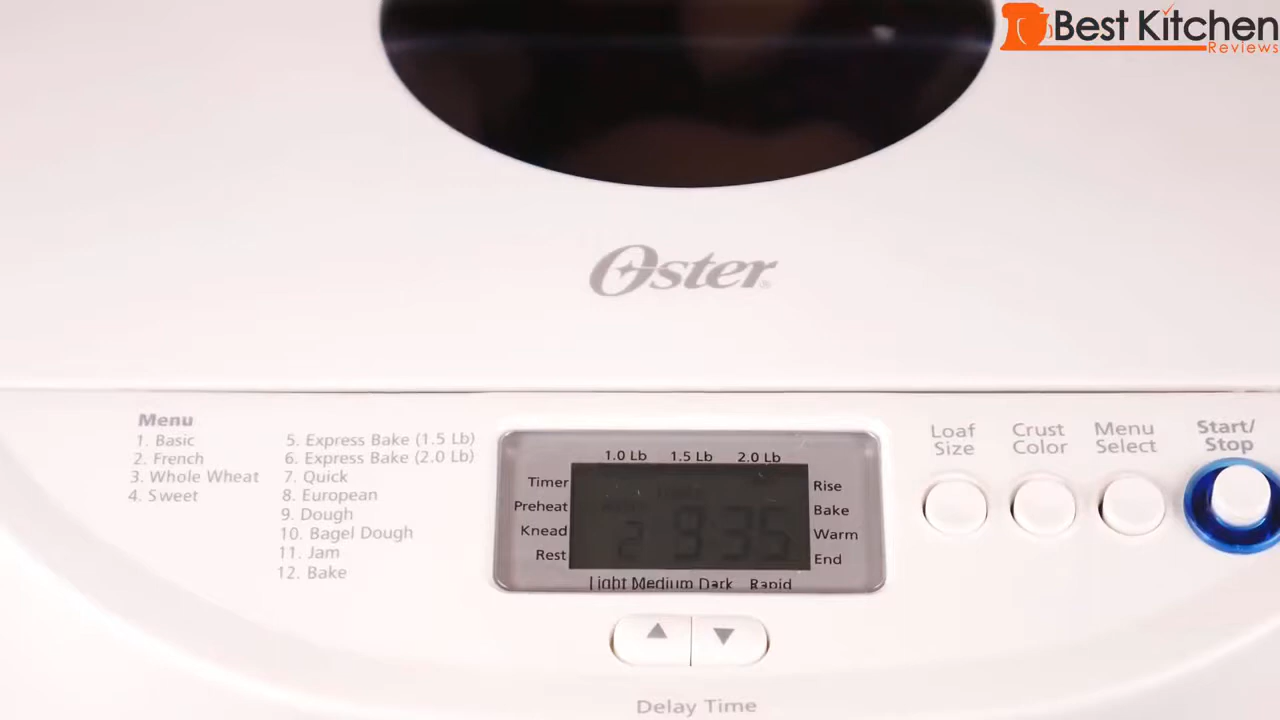 Best Kitchen
Reviews
Oster®
Menu
1. Basic
2. French
3. Whole Wheat
4. Sweet
5. Express Bake (1.5 Lb)
6. Express Bake (2.0 Lb)
7. Quick
8. European
9. Dough
10. Bagel Dough
11. Jam
12. Bake
1.0 Lb 1.5 Lb 2.0 Lb
Timer
Preheat
Knead
Rest
2
Rise
Bake
Warm
End
Light Medium Dark Rapid
Loaf
Size
Crust
Color
Menu
Select
Start/
Stop
Delay Time